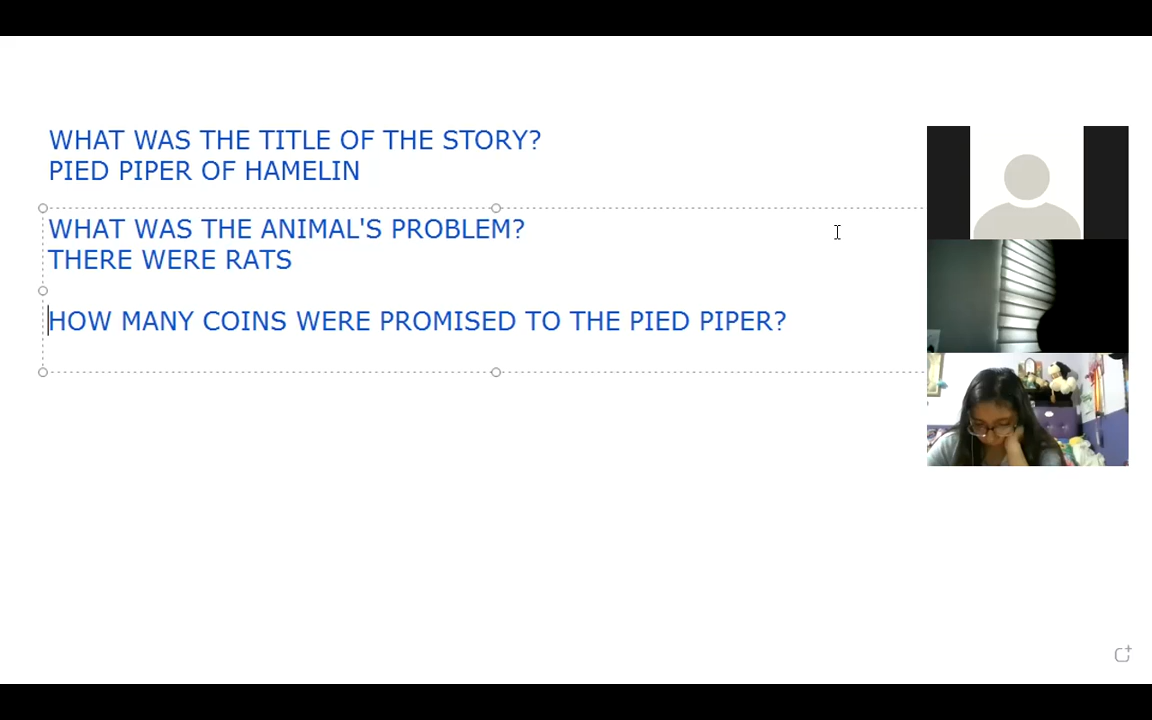 WHAT WAS THE TITLE OF THE STORY?
PIED PIPER OF HAMELIN
WHAT WAS THE ANIMAL'S PROBLEM?
THERE WERE RATS
HOW MANY COINS WERE PROMISED TO THE PIED PIPER?